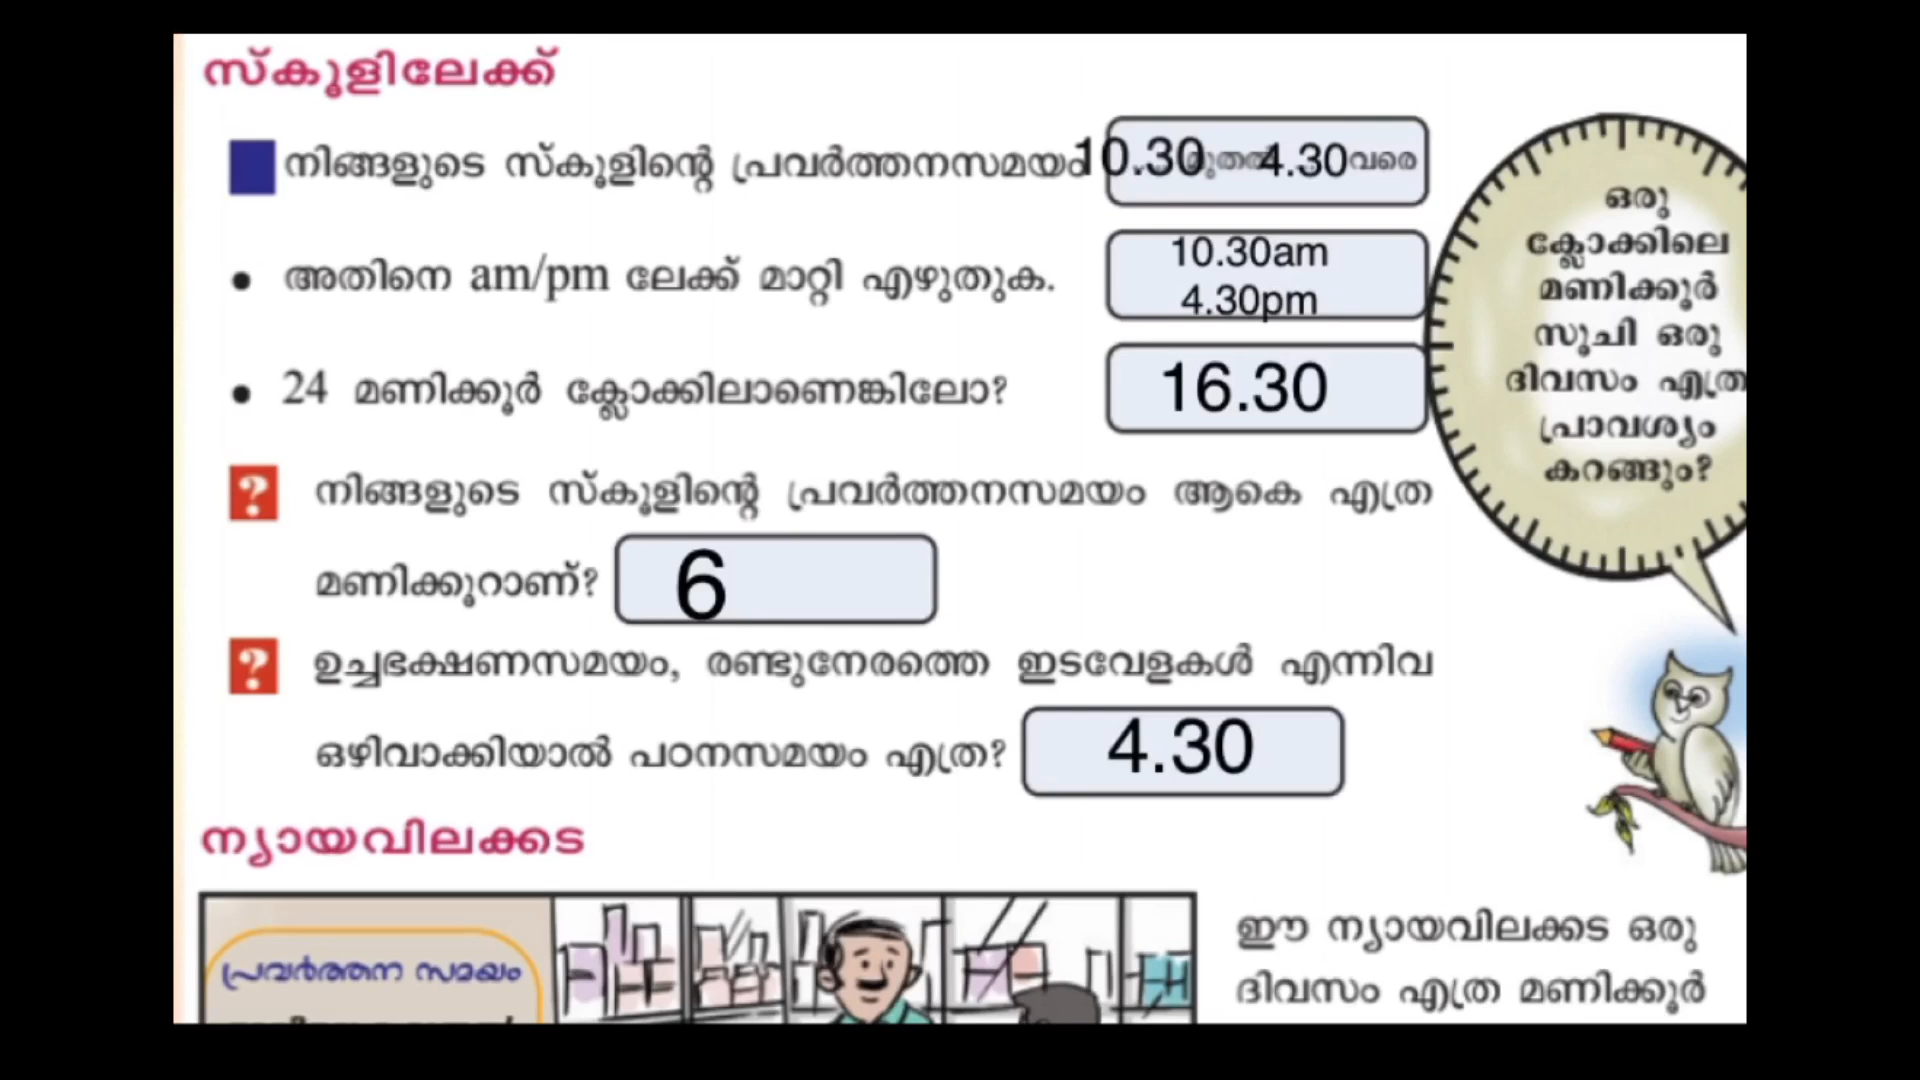 സ്കൂളിലേക്ക്
നിങ്ങളുടെ സ്കൂളിന്റെ പ്രവർത്തനസമയം 10.30 മുതൽ 4.30 വരെ
അതിനെ am/pm ലേക്ക് മാറ്റി എഴുതുക.
10.30am
4.30pm
24 മണിക്കൂർ ക്ലോക്കിലാണെങ്കിലോ? 16.30
? നിങ്ങളുടെ സ്കൂളിന്റെ പ്രവർത്തനസമയം ആകെ എത്ര
മണിക്കൂറാണ്? 6
? ഉച്ചഭക്ഷണസമയം, രണ്ടുനേരത്തെ ഇടവേളകൾ എന്നിവ
ഒഴിവാക്കിയാൽ പഠനസമയം എത്ര? 4.30
ഒരു
ക്ലോക്കിലെ
മണിക്കൂർ
സൂചി ഒരു
ദിവസം എത്ര
പ്രാവശ്യം
കറങ്ങും?
ന്യായവിലക്കട
പ്രവർത്തന സമയം
ഈ ന്യായവിലക്കട ഒരു
ദിവസം എത്ര മണിക്കൂർ